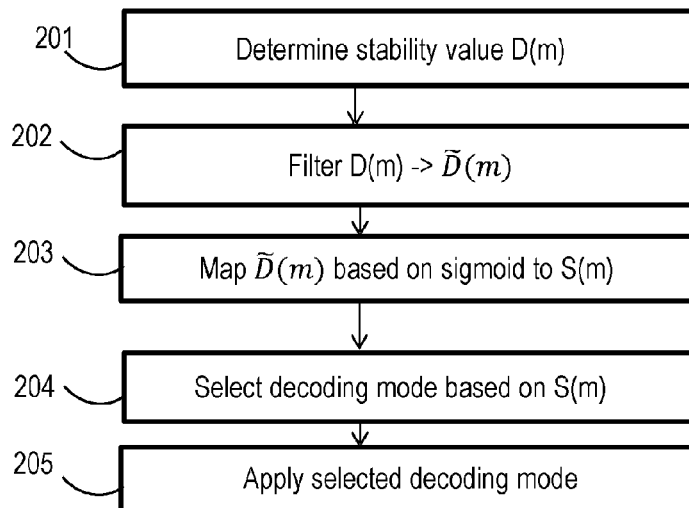 201
Determine stability value D(m)
202
Filter D(m) -> D̃(m)
203
Map D̃(m) based on sigmoid to S(m)
204
Select decoding mode based on S(m)
205
Apply selected decoding mode